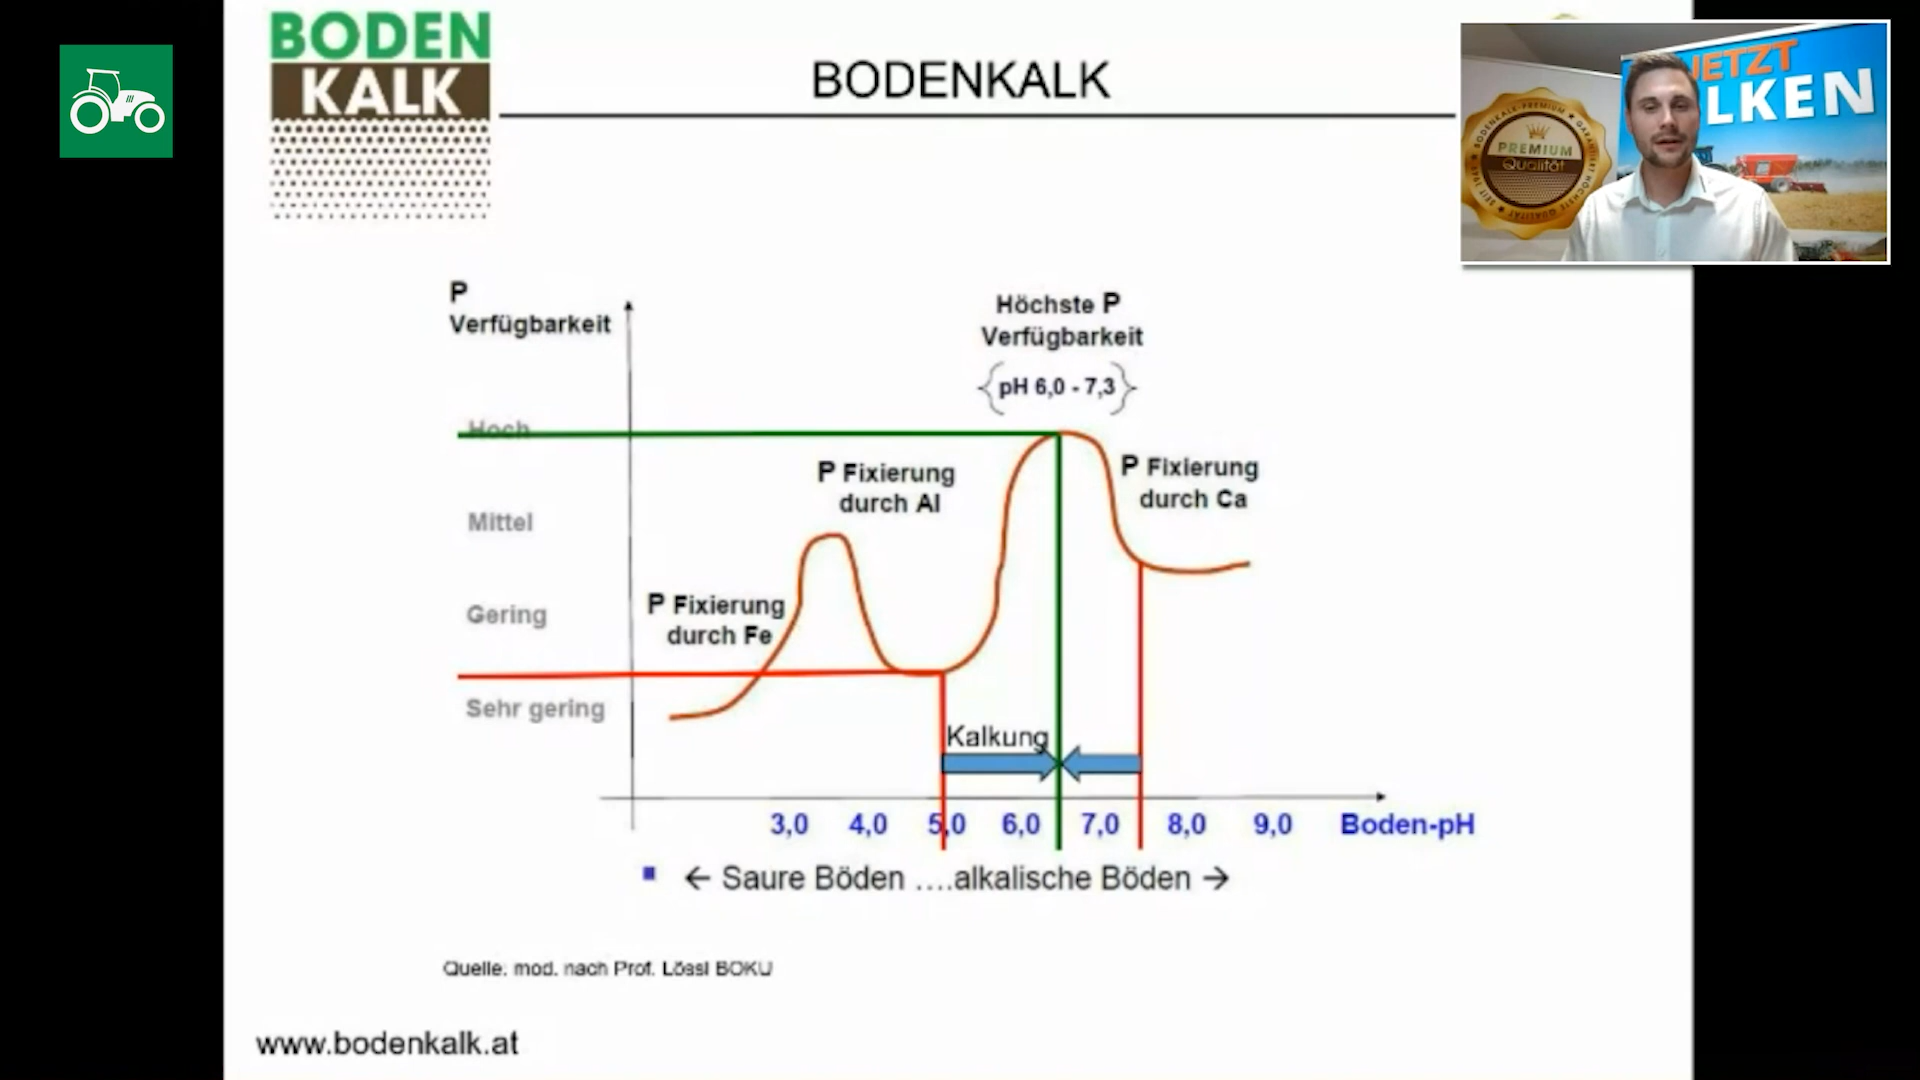 BODEN
KALK
BODENKALK
JETZT
LKEN
PREMIUM
Qualität
P
Verfügbarkeit
Höchste P
Verfügbarkeit
pH 6,0 - 7,3
Hoch
P Fixierung
durch Al
P Fixierung
durch Ca
Mittel
Gering
P Fixierung
durch Fe
Sehr gering
Kalkung
3,0 4,0 5,0 6,0 7,0 8,0 9,0 Boden-pH
← Saure Böden ....alkalische Böden →
Quelle: mod. nach Prof. Lössl BOKU
www.bodenkalk.at